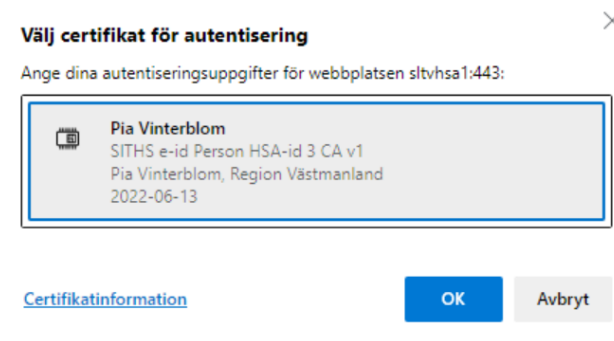 Välj certifikat för autentisering
Ange dina autentiseringsuppgifter för webbplatsen sltvhsa1:443:
Pia Vinterblom
SITHS e-id Person HSA-id 3 CA v1
Pia Vinterblom, Region Västmanland
2022-06-13
Certifikatinformation
OK
Avbryt